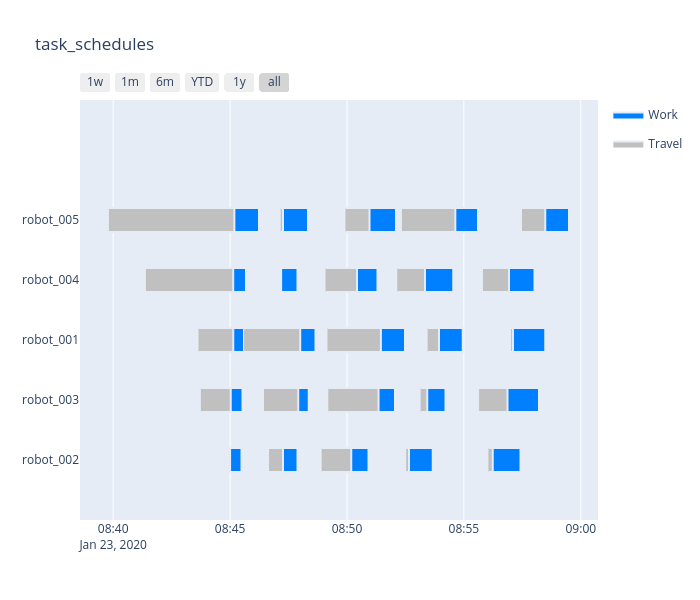 task_schedules
1w 1m 6m YTD 1y all
Work
Travel
robot_005
robot_004
robot_001
robot_003
robot_002
08:40 08:45 08:50 08:55 09:00
Jan 23, 2020